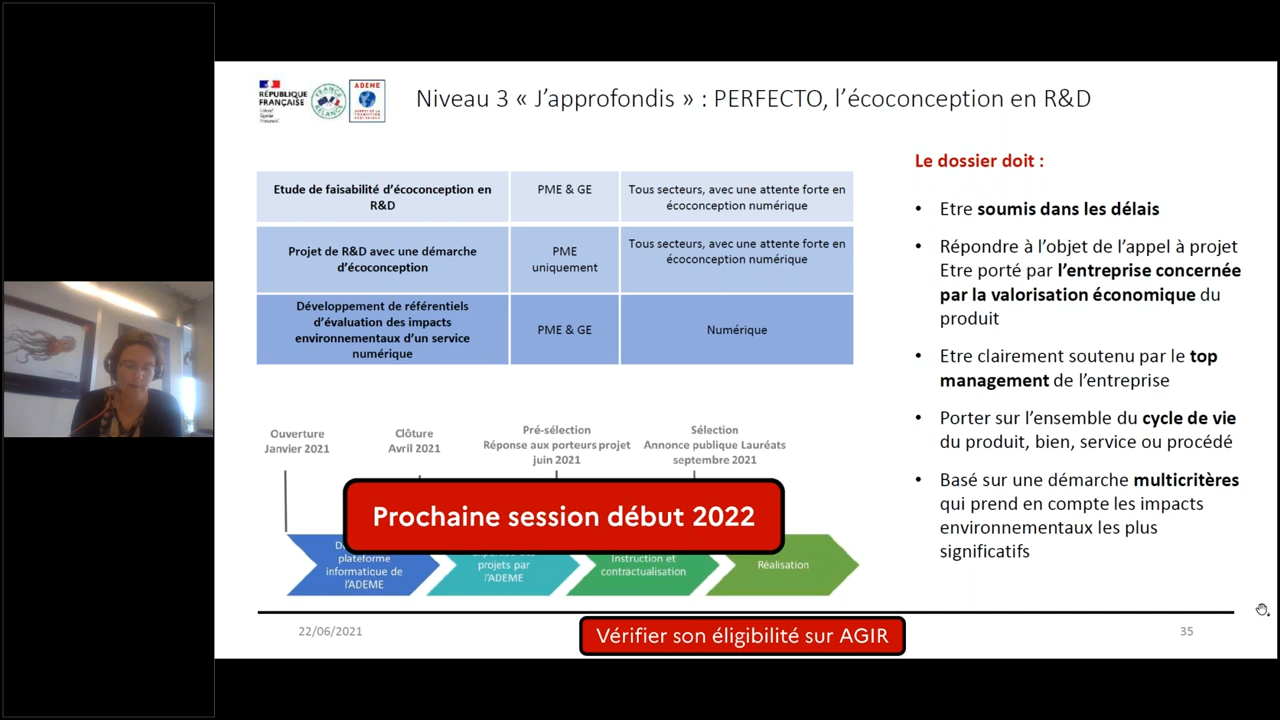 RÉPUBLIQUE
FRANÇAISE
Liberté
Égalité
Fraternité
FRANCE
RELANCE
ADEME
Niveau 3 « J’approfondis » : PERFECTO, l’écoconception en R&D
Etude de faisabilité d’écoconception en
R&D
PME & GE
Tous secteurs, avec une attente forte en
écoconception numérique
Projet de R&D avec une démarche
d’écoconception
PME
uniquement
Tous secteurs, avec une attente forte en
écoconception numérique
Développement de référentiels
d’évaluation des impacts
environnementaux d’un service
numérique
PME & GE
Numérique
Ouverture
Janvier 2021
Clôture
Avril 2021
Pré-sélection
Réponse aux porteurs projet
juin 2021
Sélection
Annonce publique Lauréats
septembre 2021
Prochaine session début 2022
plateforme
informatique de
l’ADEME
projets par
l’ADEME
Instruction et
contractualisation
Réalisation
Le dossier doit :
• Etre soumis dans les délais
• Répondre à l’objet de l’appel à projet
Etre porté par l’entreprise concernée
par la valorisation économique du
produit
• Etre clairement soutenu par le top
management de l’entreprise
• Porter sur l’ensemble du cycle de vie
du produit, bien, service ou procédé
• Basé sur une démarche multicritères
qui prend en compte les impacts
environnementaux les plus
significatifs
22/06/2021
Vérifier son éligibilité sur AGIR
35